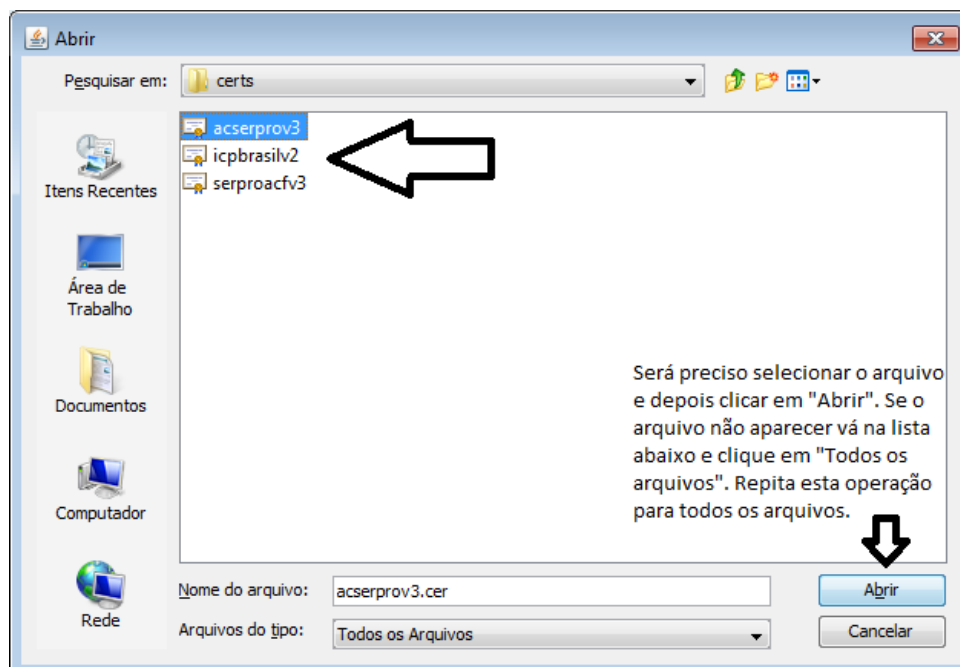 Abrir
Pesquisar em:
certs
acserprov3
icpbrasilv2
serproacfv3
Itens Recentes
Área de
Trabalho
Documentos
Computador
Rede
Será preciso selecionar o arquivo
e depois clicar em "Abrir". Se o
arquivo não aparecer vá na lista
abaixo e clique em "Todos os
arquivos". Repita esta operação
para todos os arquivos.
Nome do arquivo:
acserprov3.cer
Abrir
Arquivos do tipo:
Todos os Arquivos
Cancelar